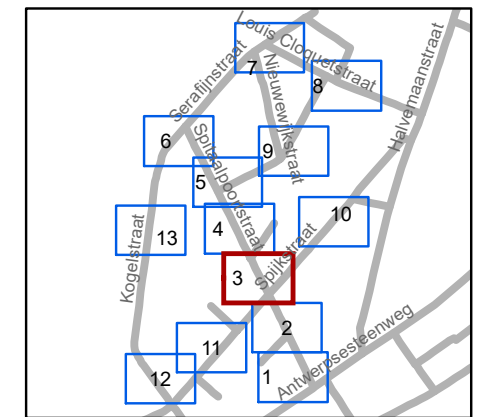 Louis Cloquetstraat
7
Serafijnstraat
Nieuwewijkstraat
8
Halvemaanstraat
6
Spitaalpoortstraat
9
5
4
10
13
Kogelstraat
Spijkstraat
3
2
11
Antwerpsesteenweg
12
1